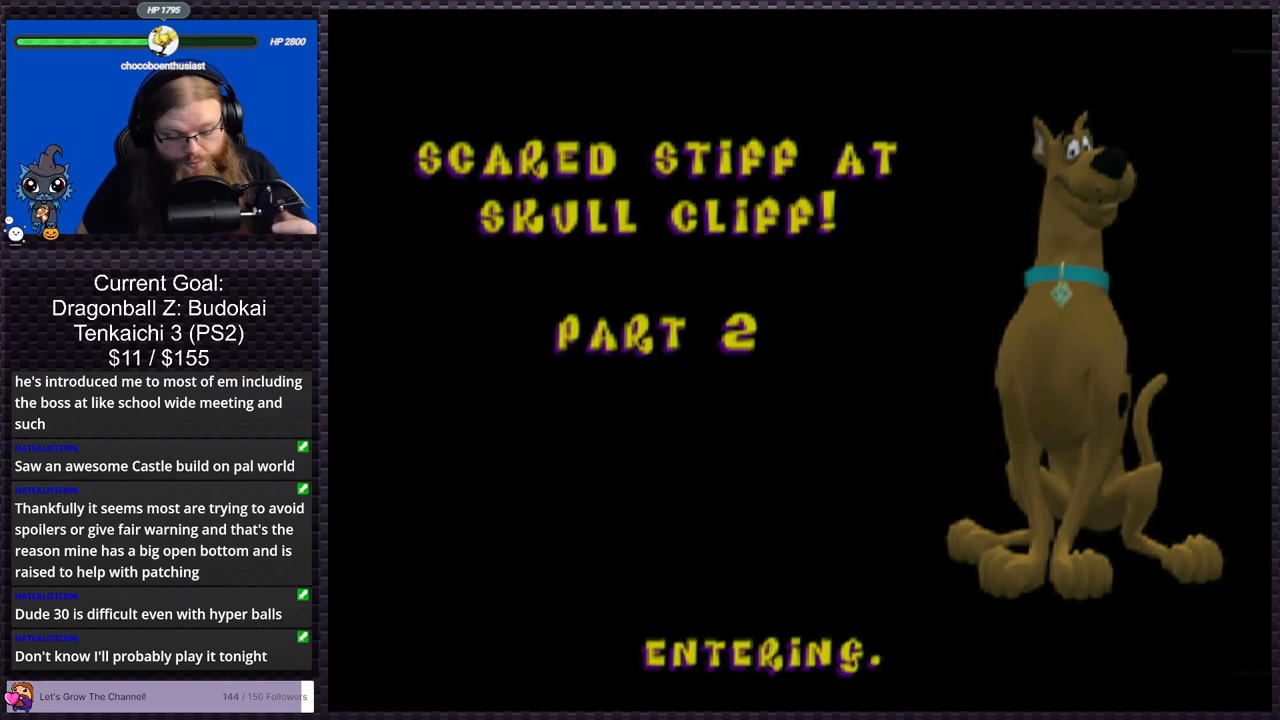 HP 1795
HP 2800
chocoboenthusiast
SCARED STIFF AT
SKULL CLIFF!
PART 2
ENTERING.
Current Goal:
Dragonball Z: Budokai
Tenkaichi 3 (PS2)
$11 / $155
he's introduced me to most of em including
the boss at like school wide meeting and
such
NATEALISTER96
Saw an awesome Castle build on pal world
NATEALISTER96
Thankfully it seems most are trying to avoid
spoilers or give fair warning and that's the
reason mine has a big open bottom and is
raised to help with patching
NATEALISTER96
Dude 30 is difficult even with hyper balls
NATEALISTER96
Don't know I'll probably play it tonight
Let's Grow The Channel! 144 / 150 Followers